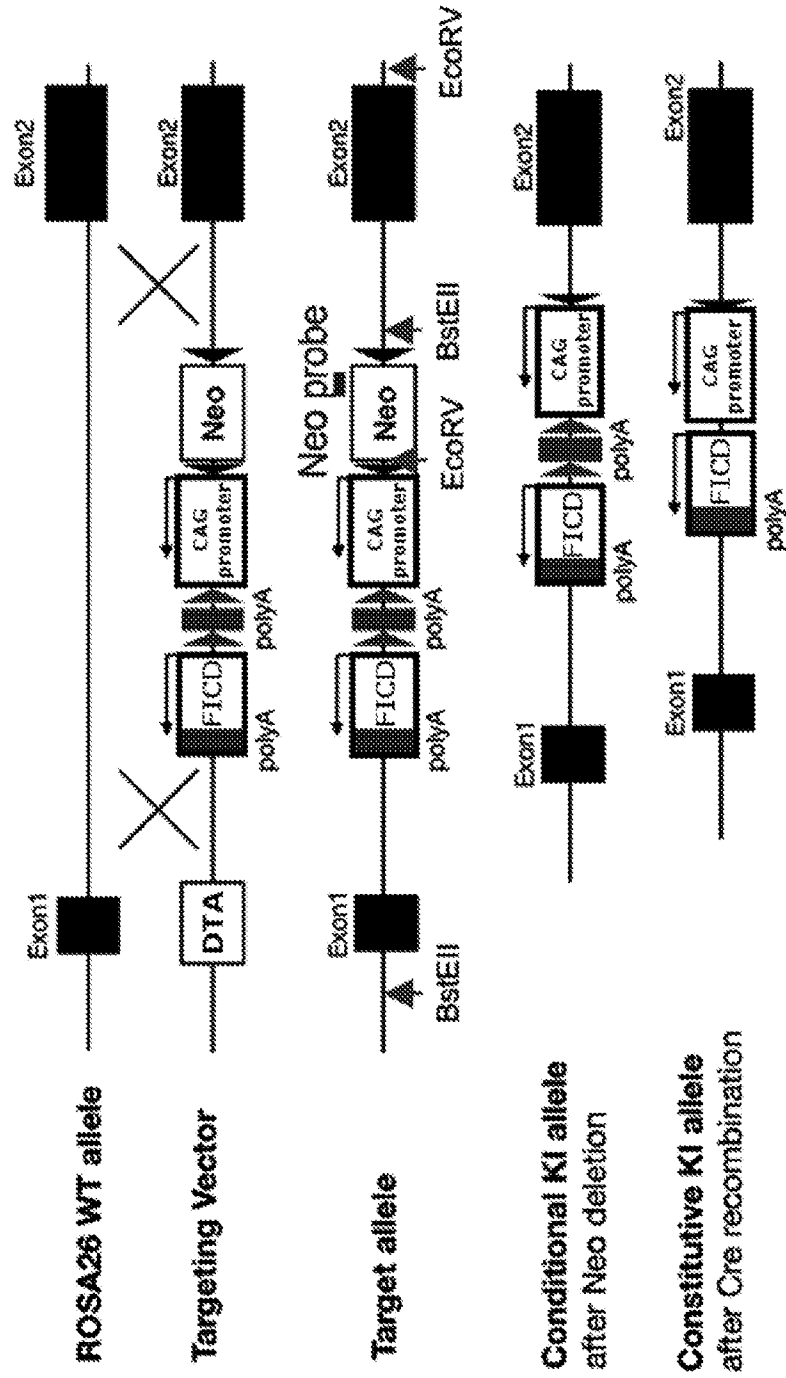 ROSA26 WT allele
Exon1
Exon2
Targeting Vector
DTA
polyA
FICD
polyA
CAG
promoter
Neo
Exon2
Target allele
BstEII
Exon1
polyA
FICD
polyA
CAG
promoter
EcoRV
Neo
Neo probe
BstEII
Exon2
EcoRV
Conditional KI allele
after Neo deletion
Exon1
polyA
FICD
polyA
CAG
promoter
Exon2
Constitutive KI allele
after Cre recombination
Exon1
polyA
FICD
CAG
promoter
Exon2